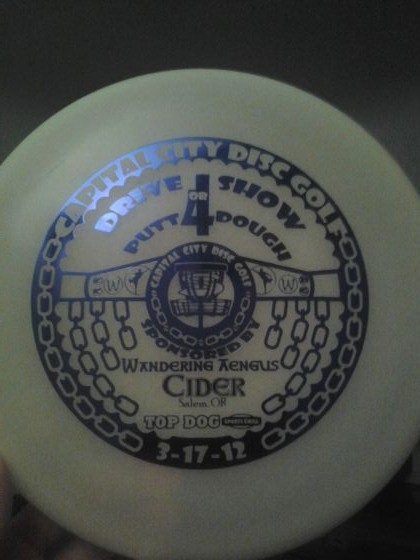 CAPITAL CITY DISC GOLF
DRIVE 4 SHOW
OR
PUTT DOUGH
CAPITAL CITY DISC GOLF
W W
SPONSORED BY
WANDERING AENGUS
CIDER
Salem, OR
TOP DOG
3-17-12